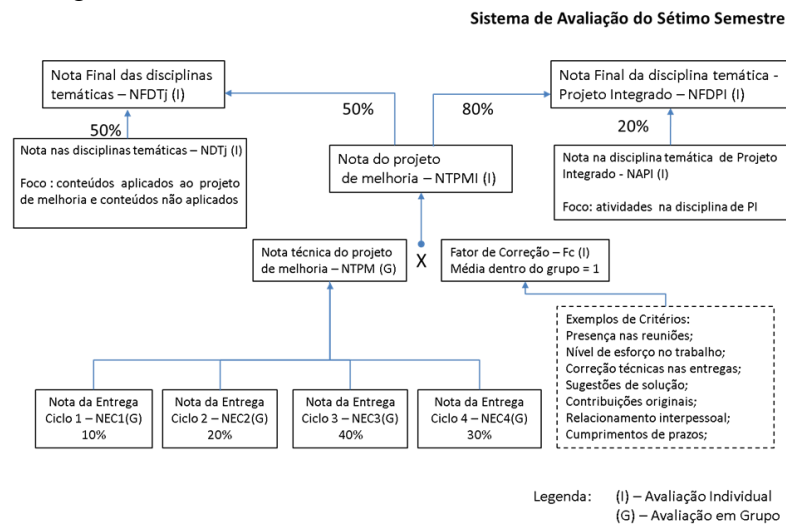 Sistema de Avaliação do Sétimo Semestre
Nota Final das disciplinas
temáticas – NFDTj (I)
Nota Final da disciplina temática -
Projeto Integrado – NFDPI (I)
50%
80%
50%
20%
Nota nas disciplinas temáticas – NDTj (I)
Foco : conteúdos aplicados ao projeto
de melhoria e conteúdos não aplicados
Nota do projeto
de melhoria – NTPMI (I)
Nota na disciplina temática de Projeto
Integrado - NAPI (I)
Foco: atividades na disciplina de PI
Nota técnica do projeto
de melhoria – NTPM (G)
X
Fator de Correção – Fc (I)
Média dentro do grupo = 1
Exemplos de Critérios:
Presença nas reuniões;
Nível de esforço no trabalho;
Correção técnicas nas entregas;
Sugestões de solução;
Contribuições originais;
Relacionamento interpessoal;
Cumprimentos de prazos;
Nota da Entrega
Ciclo 1 – NEC1(G)
10%
Nota da Entrega
Ciclo 2 – NEC2(G)
20%
Nota da Entrega
Ciclo 3 – NEC3(G)
40%
Nota da Entrega
Ciclo 4 – NEC4(G)
30%
Legenda: (I) – Avaliação Individual
(G) – Avaliação em Grupo